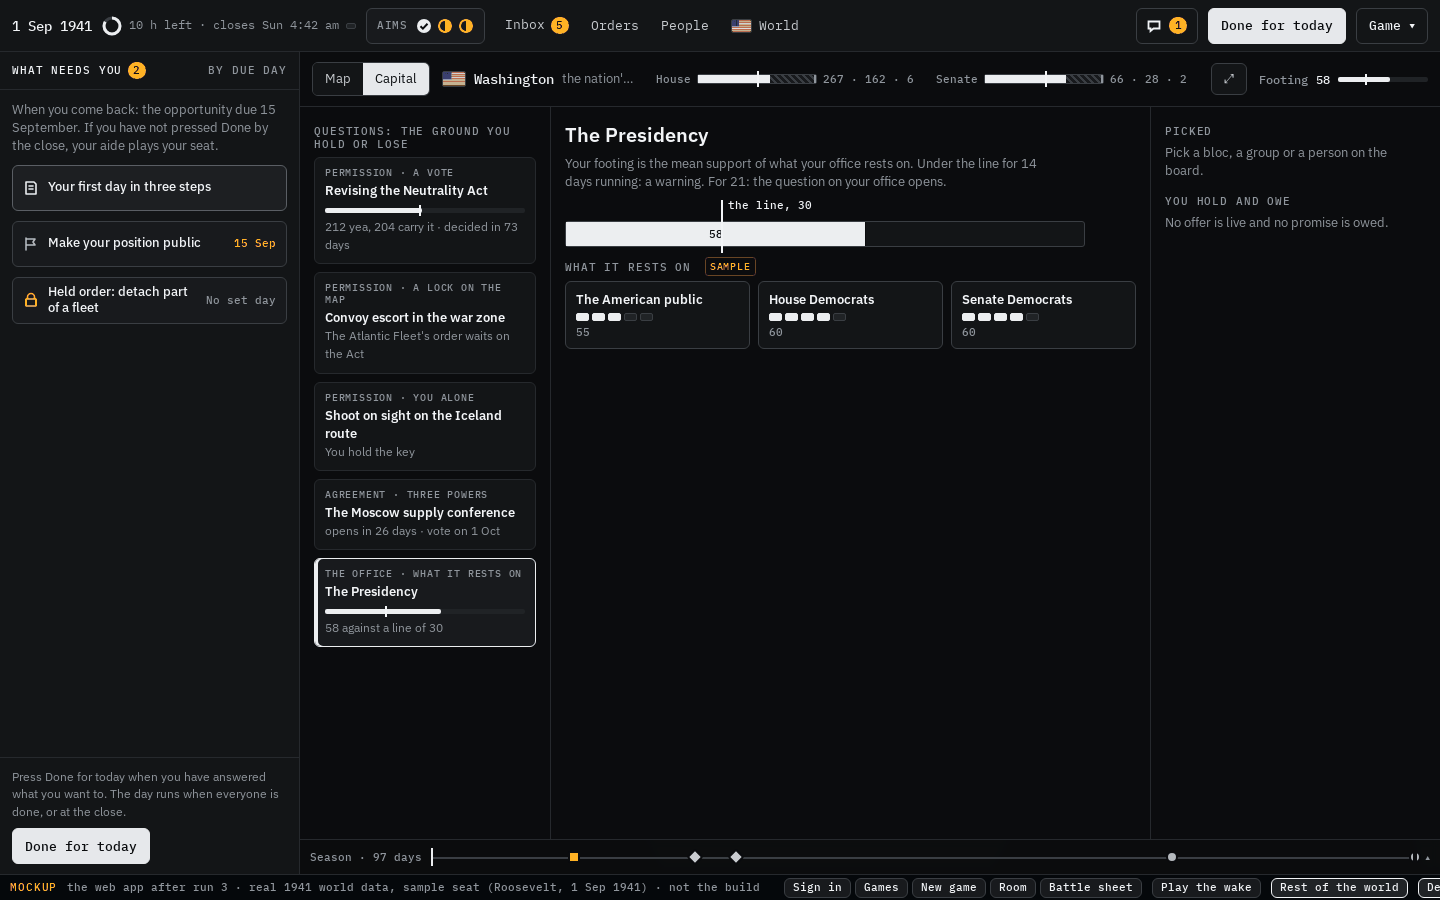 1 Sep 1941
10 h left · closes Sun 4:42 am
AIMS
Inbox 5
Orders
People
World
1
Done for today
Game ▾
WHAT NEEDS YOU 2
BY DUE DAY
When you come back: the opportunity due 15
September. If you have not pressed Done by
the close, your aide plays your seat.
Your first day in three steps
Make your position public
15 Sep
Held order: detach part
of a fleet
No set day
Press Done for today when you have answered
what you want to. The day runs when everyone is
done, or at the close.
Done for today
Map
Capital
Washington the nation'...
House 267 · 162 · 6
Senate 66 · 28 · 2
Footing 58
QUESTIONS: THE GROUND YOU
HOLD OR LOSE
PERMISSION · A VOTE
Revising the Neutrality Act
212 yea, 204 carry it · decided in 73
days
PERMISSION · A LOCK ON THE
MAP
Convoy escort in the war zone
The Atlantic Fleet's order waits on
the Act
PERMISSION · YOU ALONE
Shoot on sight on the Iceland
route
You hold the key
AGREEMENT · THREE POWERS
The Moscow supply conference
opens in 26 days · vote on 1 Oct
THE OFFICE · WHAT IT RESTS ON
The Presidency
58 against a line of 30
The Presidency
Your footing is the mean support of what your office rests on. Under the line for 14
days running: a warning. For 21: the question on your office opens.
the line, 30
58
WHAT IT RESTS ON
SAMPLE
The American public
55
House Democrats
60
Senate Democrats
60
PICKED
Pick a bloc, a group or a person on the
board.
YOU HOLD AND OWE
No offer is live and no promise is owed.
Season · 97 days
MOCKUP the web app after run 3 · real 1941 world data, sample seat (Roosevelt, 1 Sep 1941) · not the build
Sign in
Games
New game
Room
Battle sheet
Play the wake
Rest of the world
De